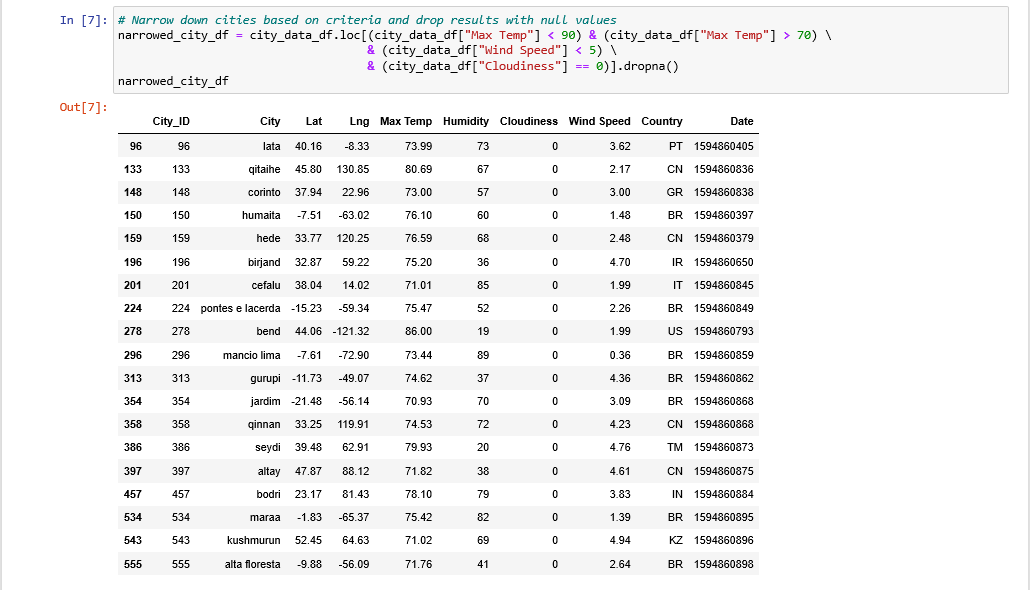 In [7]: # Narrow down cities based on criteria and drop results with null values
narrowed_city_df = city_data_df.loc[(city_data_df["Max Temp"] < 90) & (city_data_df["Max Temp"] > 70) \
& (city_data_df["Wind Speed"] < 5) \
& (city_data_df["Cloudiness"] == 0)].dropna()
narrowed_city_df
Out[7]:
City_ID City Lat Lng Max Temp Humidity Cloudiness Wind Speed Country Date
96 96 lata 40.16 -8.33 73.99 73 0 3.62 PT 1594860405
133 133 qitaihe 45.80 130.85 80.69 67 0 2.17 CN 1594860836
148 148 corinto 37.94 22.96 73.00 57 0 3.00 GR 1594860838
150 150 humaita -7.51 -63.02 76.10 60 0 1.48 BR 1594860397
159 159 hede 33.77 120.25 76.59 68 0 2.48 CN 1594860379
196 196 birjand 32.87 59.22 75.20 36 0 4.70 IR 1594860650
201 201 cefalu 38.04 14.02 71.01 85 0 1.99 IT 1594860845
224 224 pontes e lacerda -15.23 -59.34 75.47 52 0 2.26 BR 1594860849
278 278 bend 44.06 -121.32 86.00 19 0 1.99 US 1594860793
296 296 mancio lima -7.61 -72.90 73.44 89 0 0.36 BR 1594860859
313 313 gurupi -11.73 -49.07 74.62 37 0 4.36 BR 1594860862
354 354 jardim -21.48 -56.14 70.93 70 0 3.09 BR 1594860868
358 358 qinnan 33.25 119.91 74.53 72 0 4.23 CN 1594860868
386 386 seydi 39.48 62.91 79.93 20 0 4.76 TM 1594860873
397 397 altay 47.87 88.12 71.82 38 0 4.61 CN 1594860875
457 457 bodri 23.17 81.43 78.10 79 0 3.83 IN 1594860884
534 534 maraa -1.83 -65.37 75.42 82 0 1.39 BR 1594860895
543 543 kushmurun 52.45 64.63 71.02 69 0 4.94 KZ 1594860896
555 555 alta floresta -9.88 -56.09 71.76 41 0 2.64 BR 1594860898